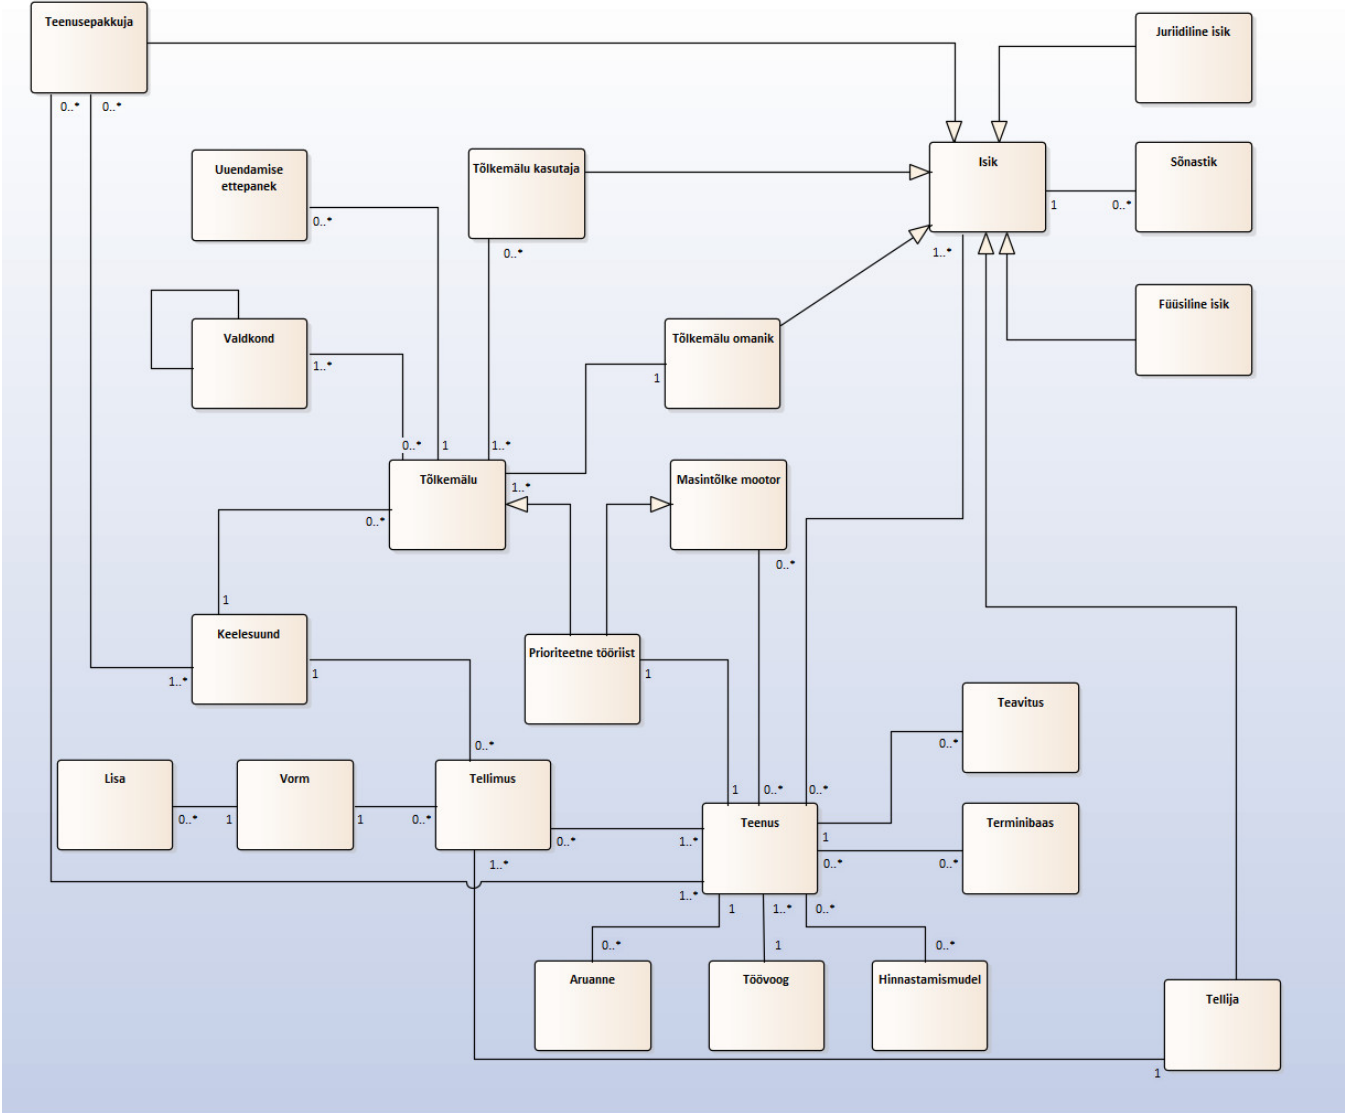 Teenusepakkuja
Juriidiline isik
0..*
0..*
Uuendamise
ettepanek
0..*
Tõlkemälu kasutaja
0..*
Isik
1
0..*
1..*
Sõnastik
Füüsiline isik
Valdkond
1..*
Tõlkemälu omanik
1
0..*
1
1..*
Tõlkemälu
1..*
0..*
Masintõlke mootor
0..*
1
Keelesuund
1..*
1
Prioriteetne tööriist
1
Teavitus
0..*
0..*
Lisa
0..*
Vorm
1
1
Tellimus
0..*
0..*
1..*
1
0..*
0..*
Teenus
1..*
1..*
1
0..*
Terminibaas
0..*
1
1..*
0..*
0..*
1
0..*
Aruanne
Töövoog
Hinnastamismudel
Tellija
1